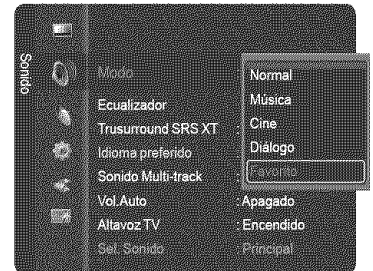 Sonido
Modo
Ecualizador
Trusurround SRS XT :
Idioma preferido
Sonido Multi-track :
Vol.Auto : Apagado
Altavoz TV : Encendido
Sel. Sonido : Principal
Normal
Música
Cine
Diálogo
Favorito